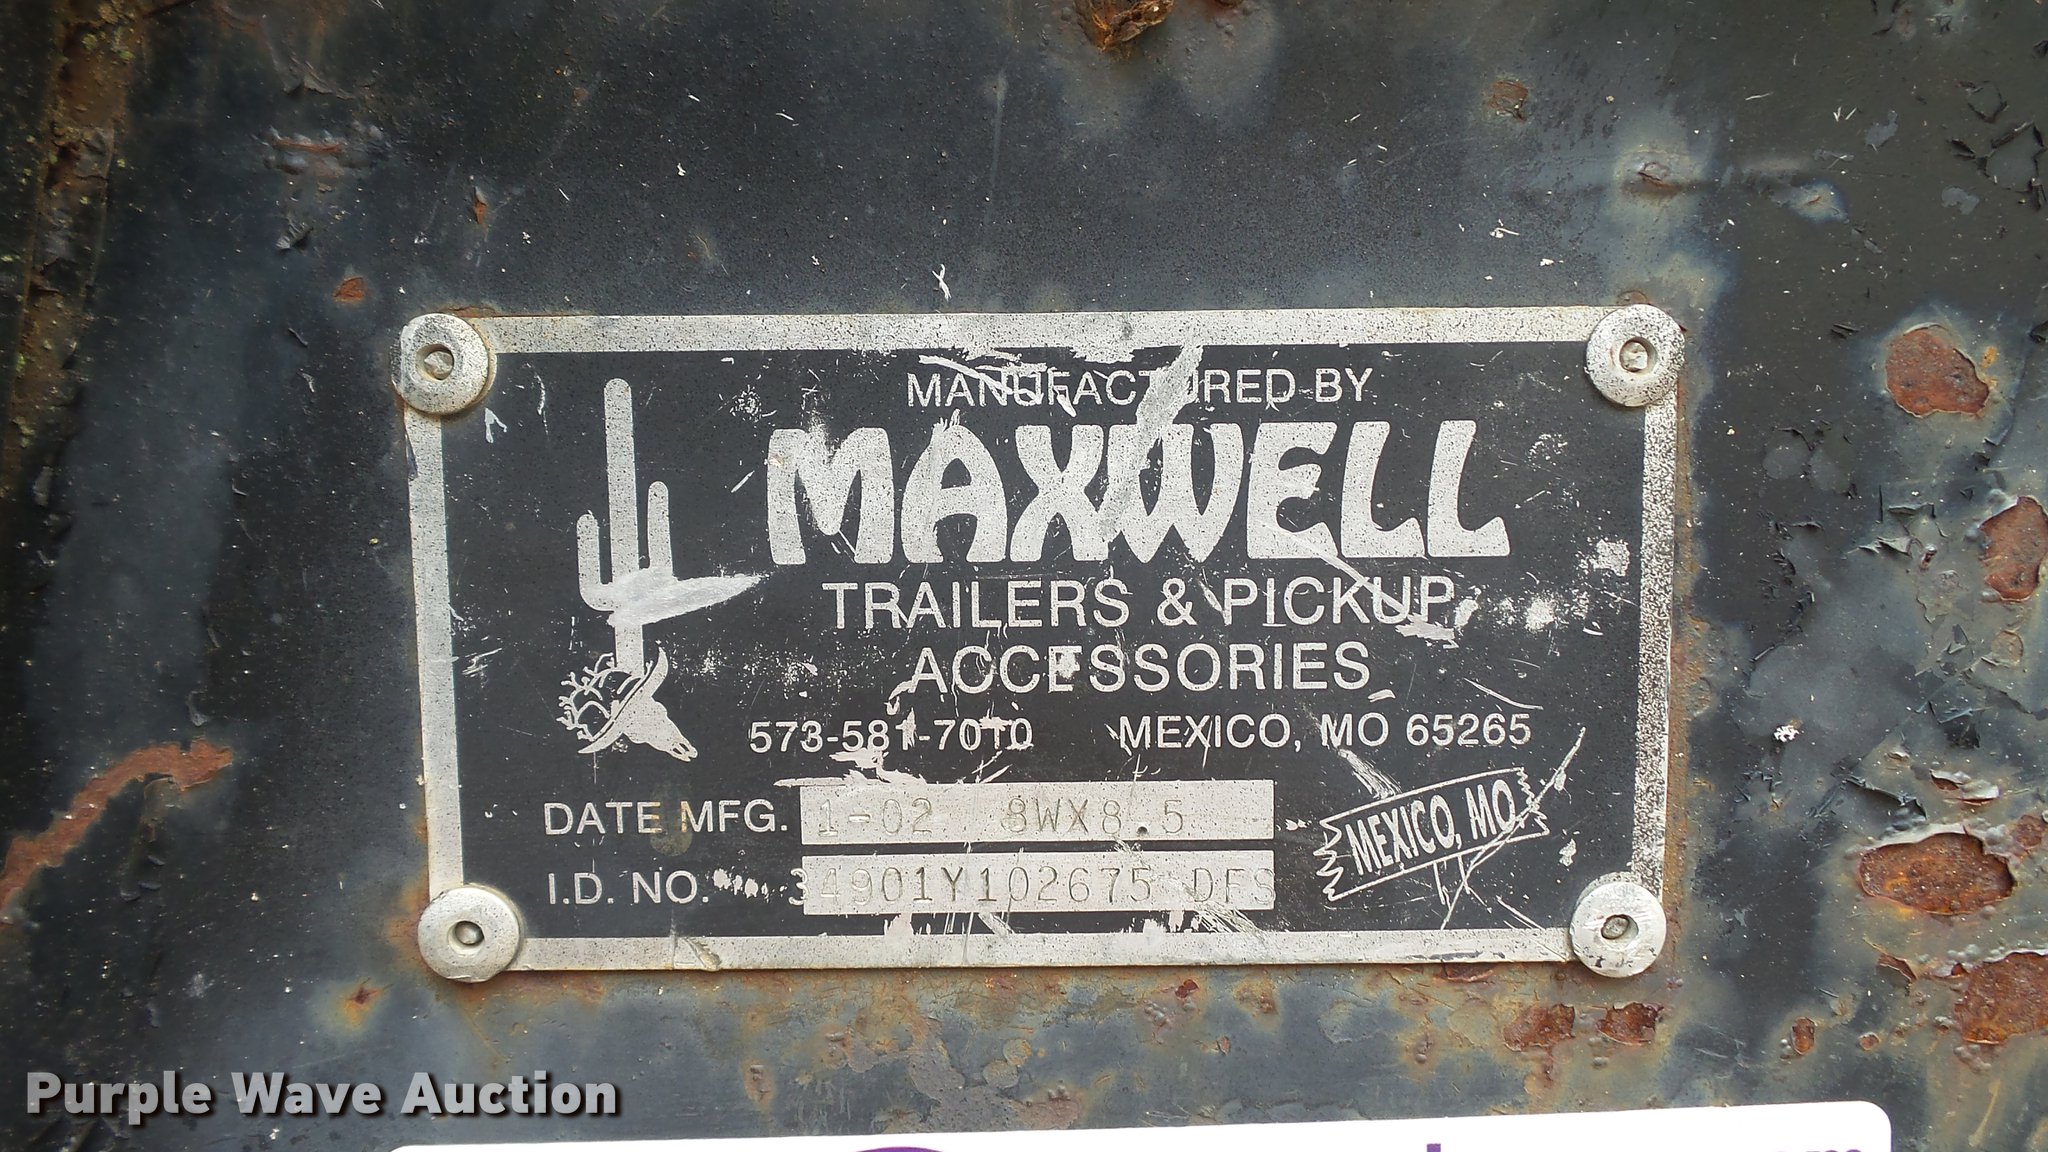 MANUFACTURED BY
MAXWELL
TRAILERS & PICKUP
ACCESSORIES
573-581-7010 MEXICO, MO 65265
DATE MFG. 1-02 8WX8.5
I.D. NO. 34901Y102675 DFS
MEXICO, MO.
Purple Wave Auction